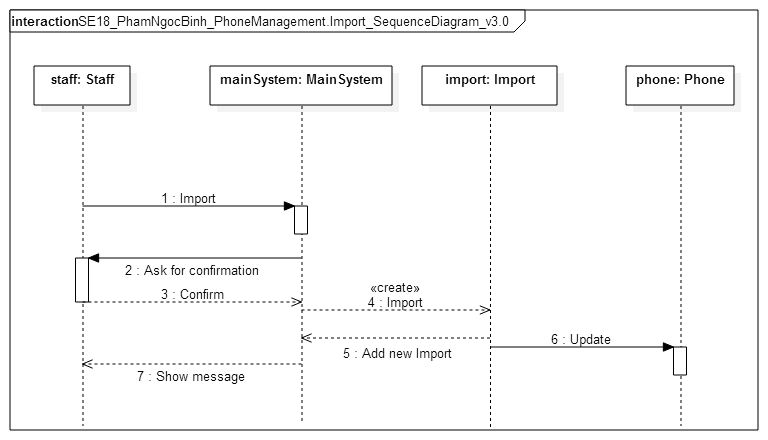 interactionSE18_PhamNgocBinh_PhoneManagement.Import_SequenceDiagram_v3.0
staff: Staff
mainSystem: MainSystem
import: Import
phone: Phone
1 : Import
2 : Ask for confirmation
3 : Confirm
«create»
4 : Import
5 : Add new Import
6 : Update
7 : Show message